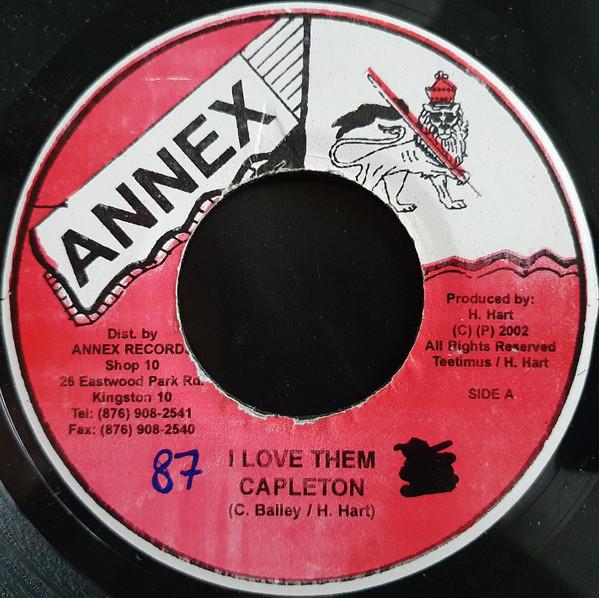 ANNEX
Dist. by
ANNEX RECORD.
Shop 10
26 Eastwood Park Rd.
Kingston 10
Tel: (876) 908-2541
Fax: (876) 908-2540
Produced by:
H. Hart
(C) (P) 2002
All Rights Reserved
Teetimus / H. Hart
SIDE A
87
I LOVE THEM
CAPLETON
(C. Bailey / H. Hart)